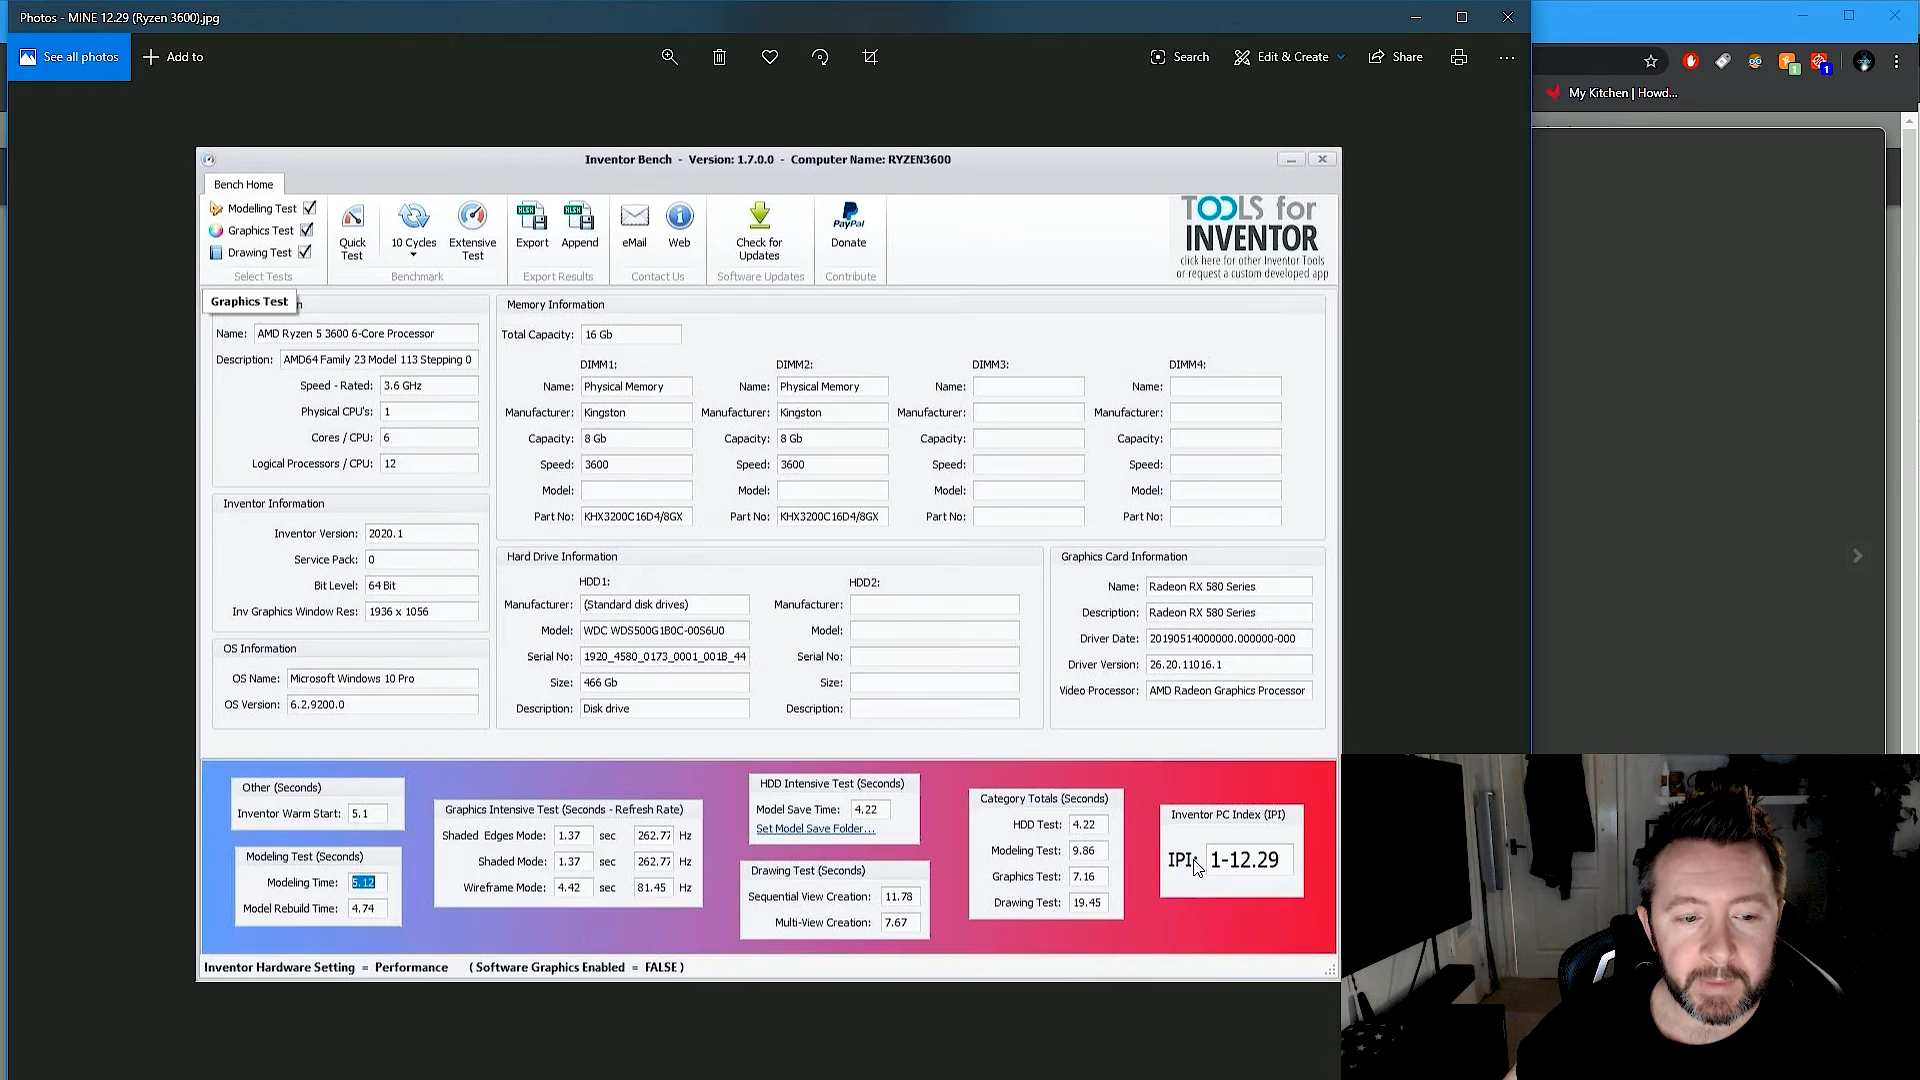 Photos - MINE 12.29 (Ryzen 3600).jpg
See all photos
Add to
Search
Edit & Create
Share
1
1
My Kitchen | Howd...
Inventor Bench - Version: 1.7.0.0 - Computer Name: RYZEN3600
Bench Home
Modelling Test
Graphics Test
Drawing Test
Select Tests
Quick Test
10 Cycles
Extensive Test
Benchmark
XLSX
Export
XLSX
Append
Export Results
eMail
Web
Contact Us
Check for Updates
Software Updates
PayPal
Donate
Contribute
TOOLS for
INVENTOR
click here for other Inventor Tools
or request a custom developed app
Graphics Test
Name: AMD Ryzen 5 3600 6-Core Processor
Description: AMD64 Family 23 Model 113 Stepping 0
Speed - Rated: 3.6 GHz
Physical CPU's: 1
Cores / CPU: 6
Logical Processors / CPU: 12
Memory Information
Total Capacity: 16 Gb
DIMM1: DIMM2: DIMM3: DIMM4:
Name: Physical Memory Name: Physical Memory Name: Name:
Manufacturer: Kingston Manufacturer: Kingston Manufacturer: Manufacturer:
Capacity: 8 Gb Capacity: 8 Gb Capacity: Capacity:
Speed: 3600 Speed: 3600 Speed: Speed:
Model: Model: Model: Model:
Part No: KHX3200C16D4/8GX Part No: KHX3200C16D4/8GX Part No: Part No:
Inventor Information
Inventor Version: 2020.1
Service Pack: 0
Bit Level: 64 Bit
Inv Graphics Window Res: 1936 x 1056
OS Information
OS Name: Microsoft Windows 10 Pro
OS Version: 6.2.9200.0
Hard Drive Information
HDD1: HDD2:
Manufacturer: (Standard disk drives) Manufacturer:
Model: WDC WDS500G1B0C-00S6U0 Model:
Serial No: 1920_4580_0173_0001_001B_44 Serial No:
Size: 466 Gb Size:
Description: Disk drive Description:
Graphics Card Information
Name: Radeon RX 580 Series
Description: Radeon RX 580 Series
Driver Date: 20190514000000.000000-000
Driver Version: 26.20.11016.1
Video Processor: AMD Radeon Graphics Processor
Other (Seconds)
Inventor Warm Start: 5.1
Modeling Test (Seconds)
Modeling Time: 5.12
Model Rebuild Time: 4.74
Graphics Intensive Test (Seconds - Refresh Rate)
Shaded Edges Mode: 1.37 sec 262.77 Hz
Shaded Mode: 1.37 sec 262.77 Hz
Wireframe Mode: 4.42 sec 81.45 Hz
HDD Intensive Test (Seconds)
Model Save Time: 4.22
Set Model Save Folder...
Drawing Test (Seconds)
Sequential View Creation: 11.78
Multi-View Creation: 7.67
Category Totals (Seconds)
HDD Test: 4.22
Modeling Test: 9.86
Graphics Test: 7.16
Drawing Test: 19.45
Inventor PC Index (IPI)
IPI: 1-12.29
Inventor Hardware Setting = Performance ( Software Graphics Enabled = FALSE )